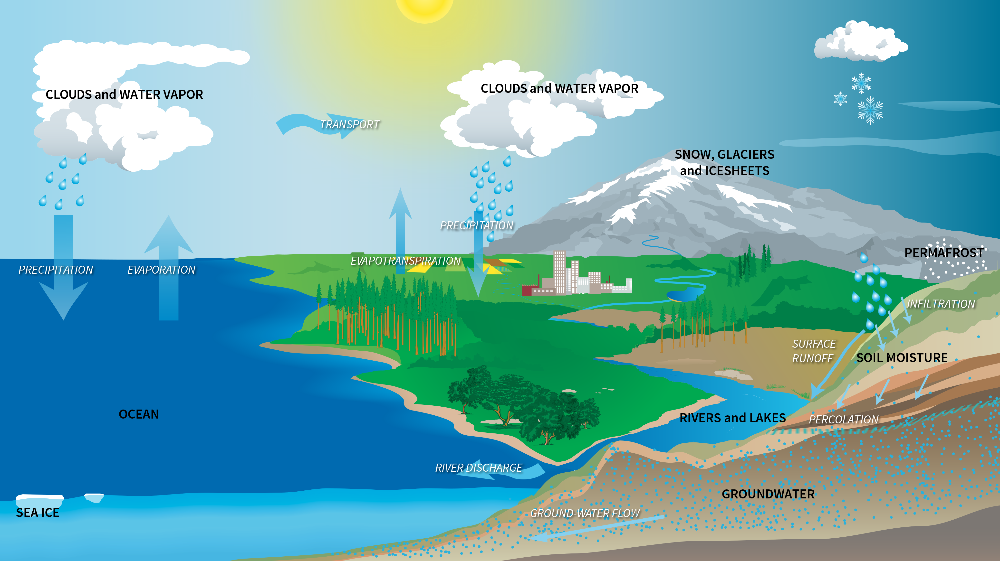 CLOUDS and WATER VAPOR
CLOUDS and WATER VAPOR
TRANSPORT
SNOW, GLACIERS
and ICESHEETS
PRECIPITATION
PERMAFROST
EVAPOTRANSPIRATION
PRECIPITATION
EVAPORATION
INFILTRATION
SURFACE
RUNOFF
SOIL MOISTURE
OCEAN
RIVERS and LAKES
PERCOLATION
RIVER DISCHARGE
GROUNDWATER
SEA ICE
GROUND-WATER FLOW